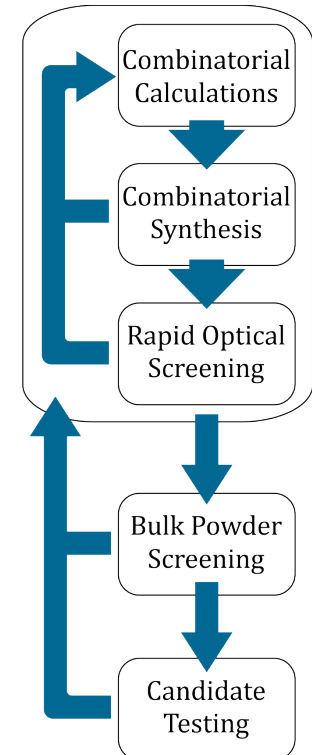 Combinatorial
Calculations
Combinatorial
Synthesis
Rapid Optical
Screening
Bulk Powder
Screening
Candidate
Testing